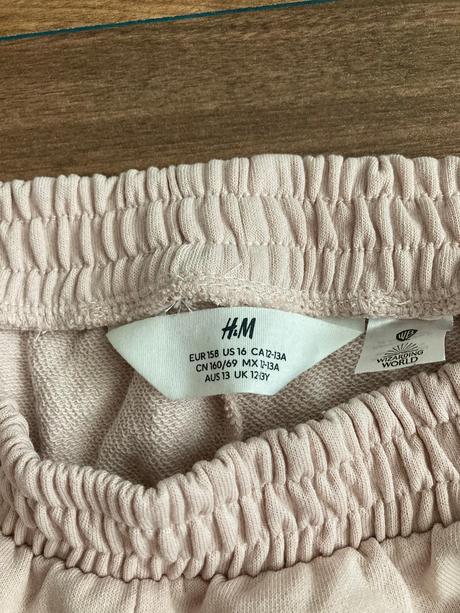 H&M
EUR 158 US 16 CA 12-13A
CN 160/69 MX 12-13A
AUS 13 UK 12-13Y
WIZARDING
WORLD